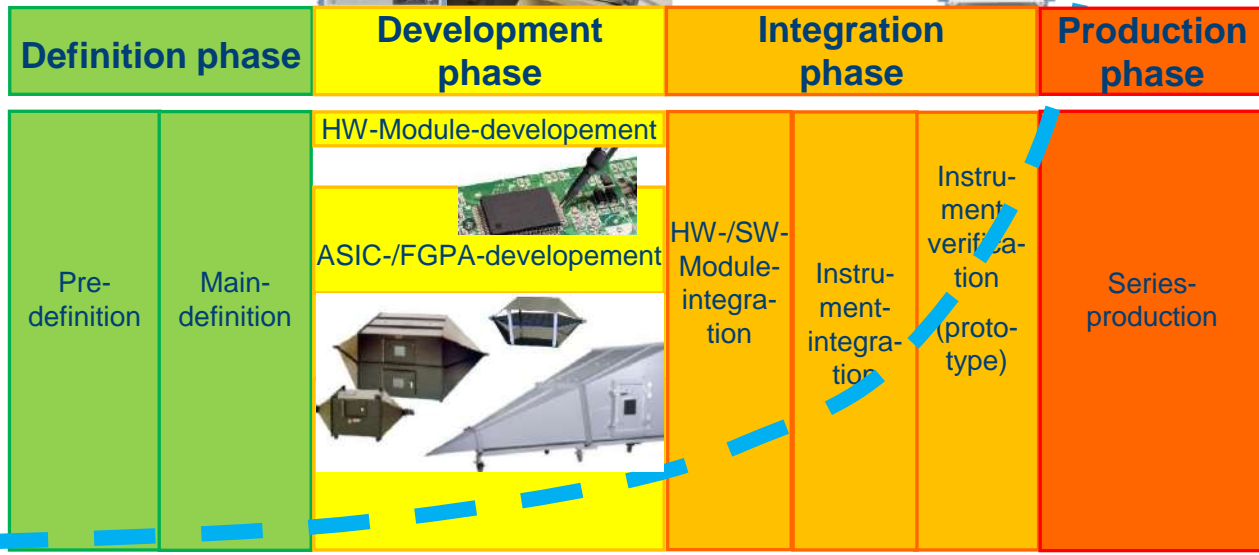 Definition phase
Development
phase
Integration
phase
Production
phase
Pre-
definition
Main-
definition
HW-Module-developement
ASIC-/FGPA-developement
HW-/SW-
Module-
integra-
tion
Instru-
ment-
integra-
tion
Instru-
ment-
verifica-
tion
(proto-
type)
Series-
production